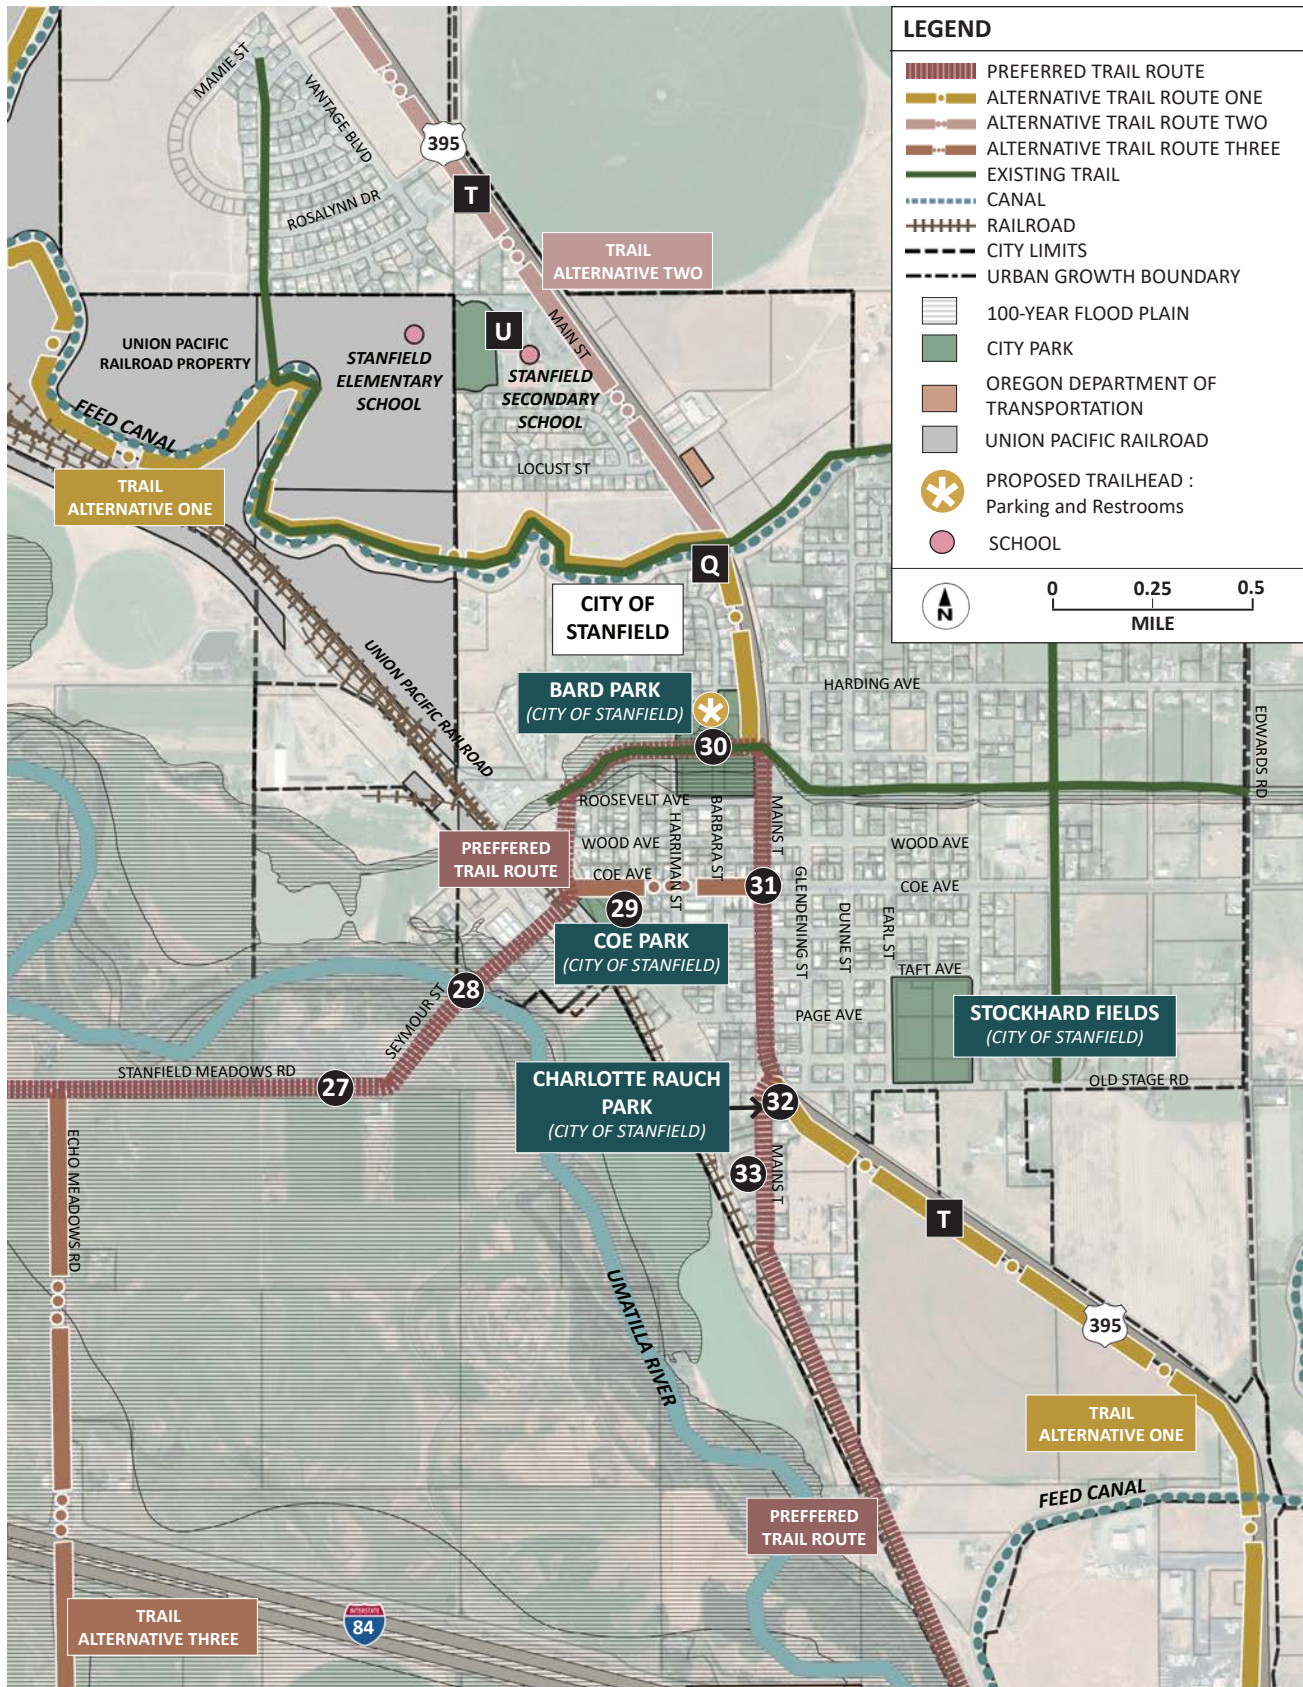 LEGEND
PREFERRED TRAIL ROUTE
ALTERNATIVE TRAIL ROUTE ONE
ALTERNATIVE TRAIL ROUTE TWO
ALTERNATIVE TRAIL ROUTE THREE
EXISTING TRAIL
CANAL
RAILROAD
CITY LIMITS
URBAN GROWTH BOUNDARY
100-YEAR FLOOD PLAIN
CITY PARK
OREGON DEPARTMENT OF
TRANSPORTATION
UNION PACIFIC RAILROAD
PROPOSED TRAILHEAD :
Parking and Restrooms
SCHOOL
N
0 0.25 0.5
MILE
MAMIE ST
VANTAGE BLVD
395
T
ROSALYNN DR
TRAIL
ALTERNATIVE TWO
MAIN ST
U
UNION PACIFIC
RAILROAD PROPERTY
STANFIELD
ELEMENTARY
SCHOOL
STANFIELD
SECONDARY
SCHOOL
FEED CANAL
LOCUST ST
TRAIL
ALTERNATIVE ONE
Q
CITY OF
STANFIELD
UNION PACIFIC RAILROAD
BARD PARK
(CITY OF STANFIELD)
HARDING AVE
EDWARDS RD
30
ROOSEVELT AVE
BARBARA ST
MAINS T
HARRIMAN ST
WOOD AVE
WOOD AVE
PREFFERED
TRAIL ROUTE
COE AVE
31
COE AVE
29
GLENDENING ST
DUNNE ST
EARL ST
COE PARK
(CITY OF STANFIELD)
TAFT AVE
28
SEYMOUR ST
PAGE AVE
STOCKHARD FIELDS
(CITY OF STANFIELD)
STANFIELD MEADOWS RD
27
OLD STAGE RD
CHARLOTTE RAUCH
PARK
(CITY OF STANFIELD)
32
ECHO MEADOWS RD
33
MAINS T
T
UMATILLA RIVER
395
TRAIL
ALTERNATIVE ONE
FEED CANAL
PREFFERED
TRAIL ROUTE
TRAIL
ALTERNATIVE THREE
INTERSTATE
84